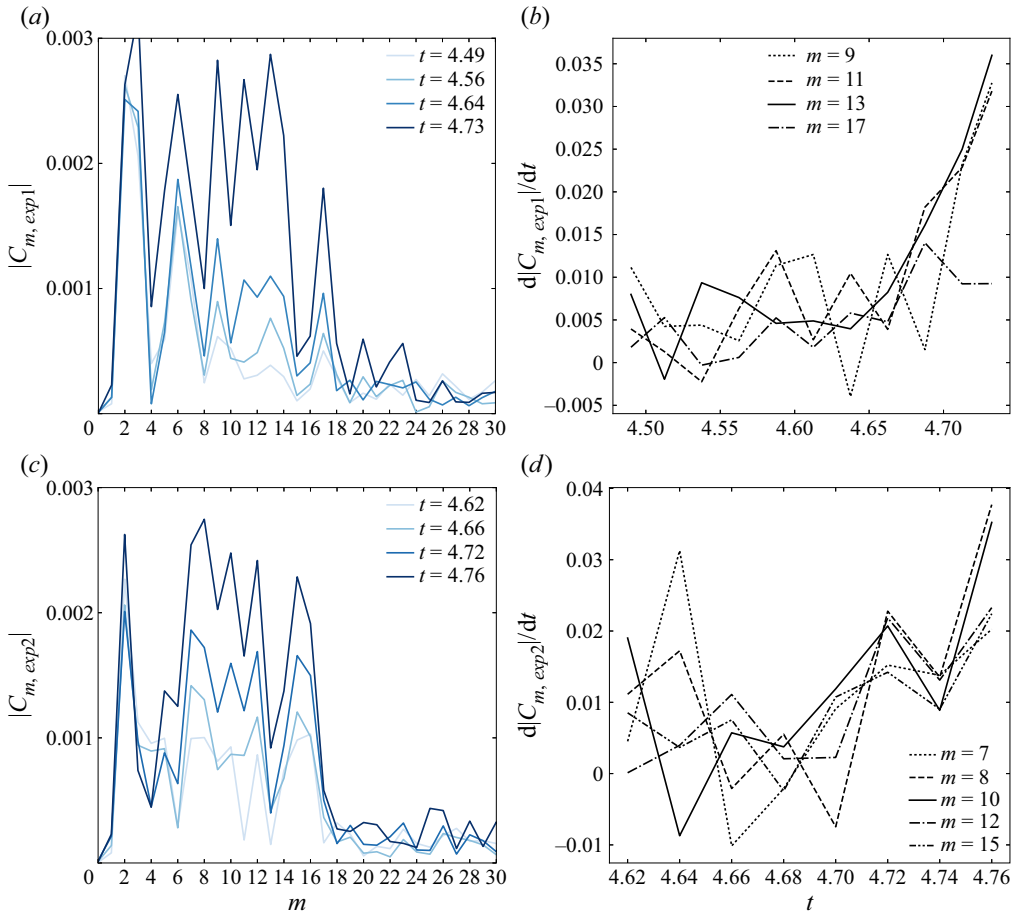 (a)
0.003
0.002
0.001
|C_{m, exp1}|
t = 4.49
t = 4.56
t = 4.64
t = 4.73
0 2 4 6 8 10 12 14 16 18 20 22 24 26 28 30
(b)
0.035
0.030
0.025
0.020
0.015
0.010
0.005
0
−0.005
d|C_{m, exp1}|/dt
m = 9
m = 11
m = 13
m = 17
4.50 4.55 4.60 4.65 4.70
(c)
0.003
0.002
0.001
|C_{m, exp2}|
t = 4.62
t = 4.66
t = 4.72
t = 4.76
0 2 4 6 8 10 12 14 16 18 20 22 24 26 28 30
m
(d)
0.04
0.03
0.02
0.01
0
−0.01
d|C_{m, exp2}|/dt
m = 7
m = 8
m = 10
m = 12
m = 15
4.62 4.64 4.66 4.68 4.70 4.72 4.74 4.76
t